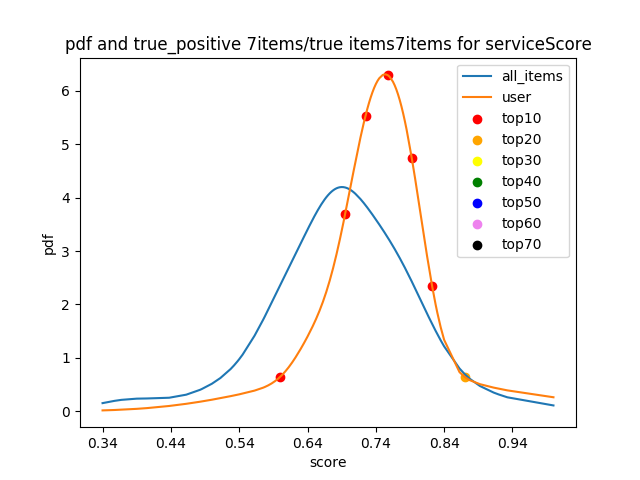 pdf and true_positive 7items/true items7items for serviceScore
all_items
user
top10
top20
top30
top40
top50
top60
top70
pdf
6
5
4
3
2
1
0
0.34 0.44 0.54 0.64 0.74 0.84 0.94
score